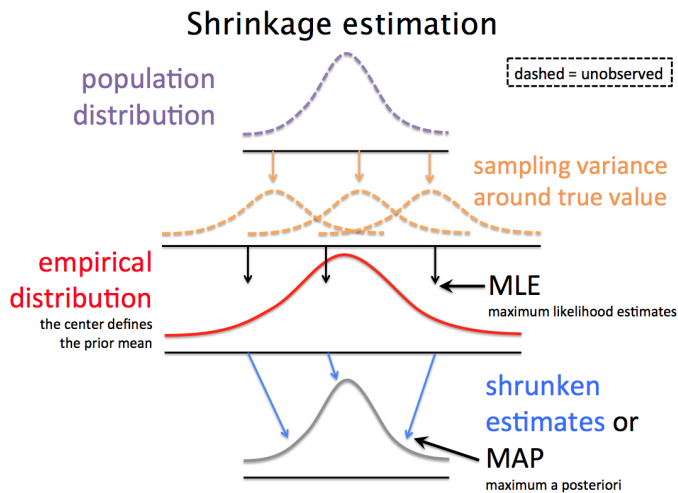 Shrinkage estimation
population
distribution
dashed = unobserved
sampling variance
around true value
empirical
distribution
the center defines
the prior mean
MLE
maximum likelihood estimates
shrunken
estimates or
MAP
maximum a posteriori